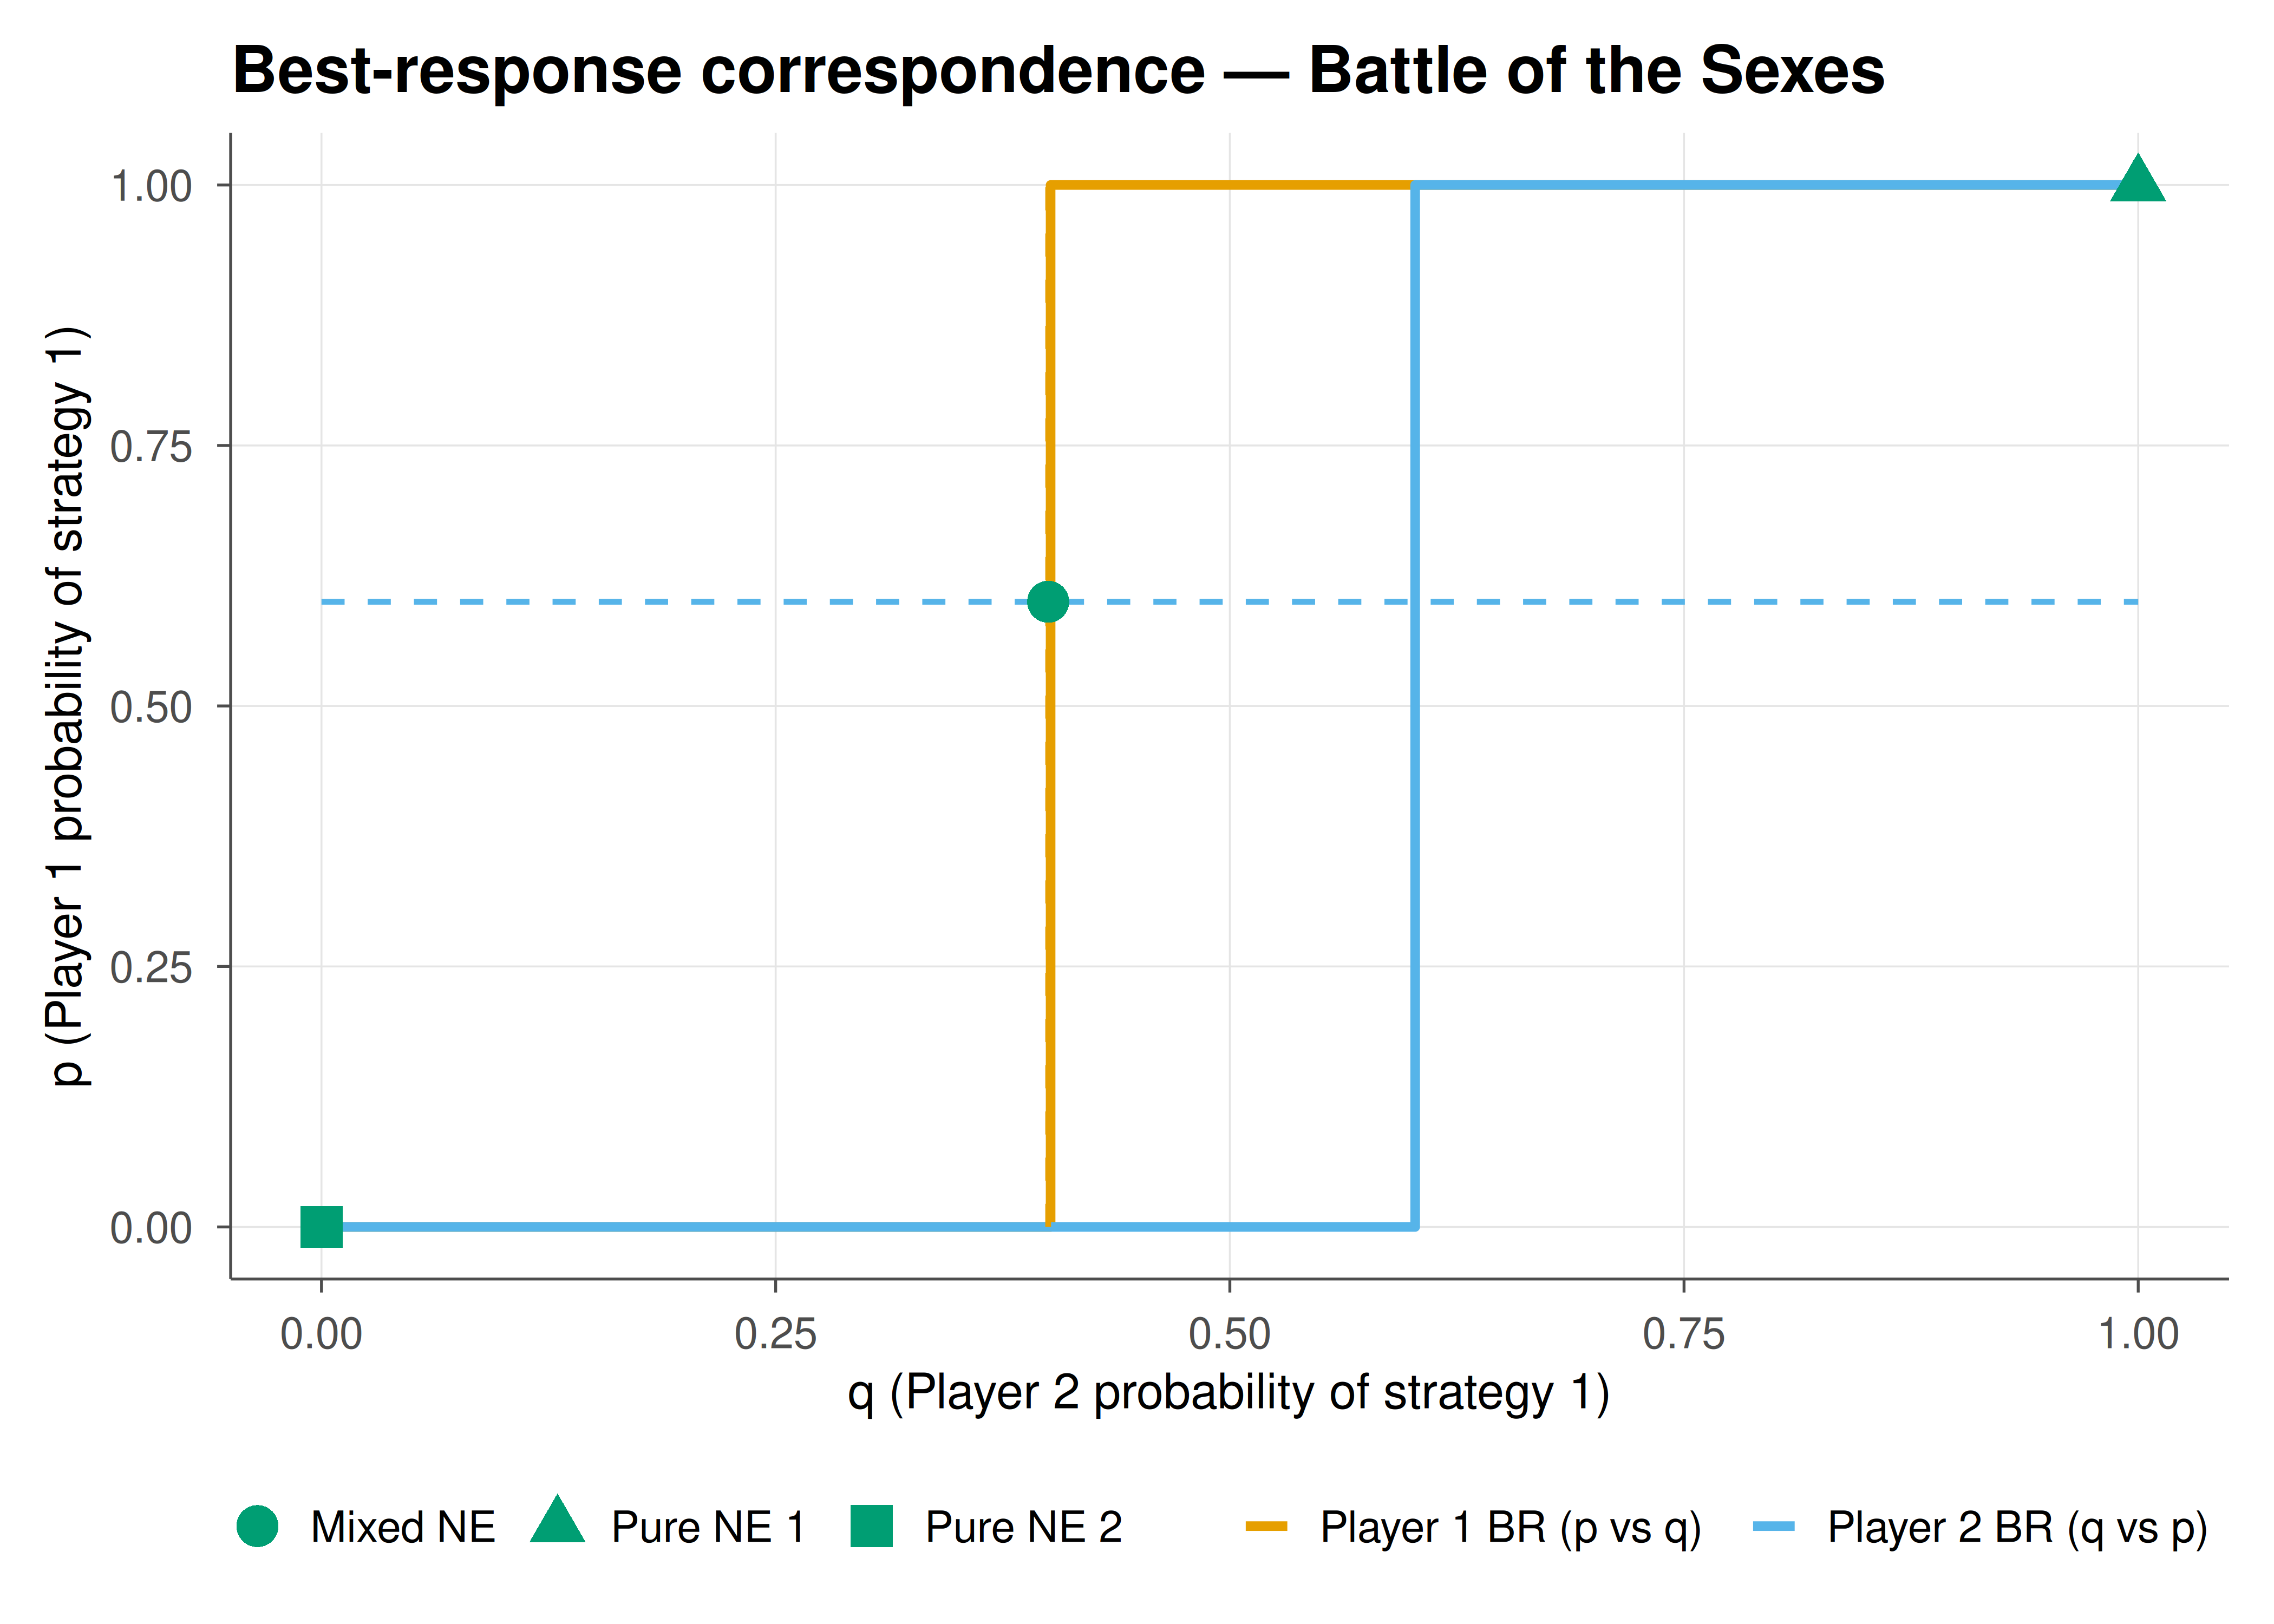 Best-response correspondence — Battle of the Sexes
p (Player 1 probability of strategy 1)
1.00
0.75
0.50
0.25
0.00
0.00 0.25 0.50 0.75 1.00
q (Player 2 probability of strategy 1)
Mixed NE Pure NE 1 Pure NE 2 Player 1 BR (p vs q) Player 2 BR (q vs p)